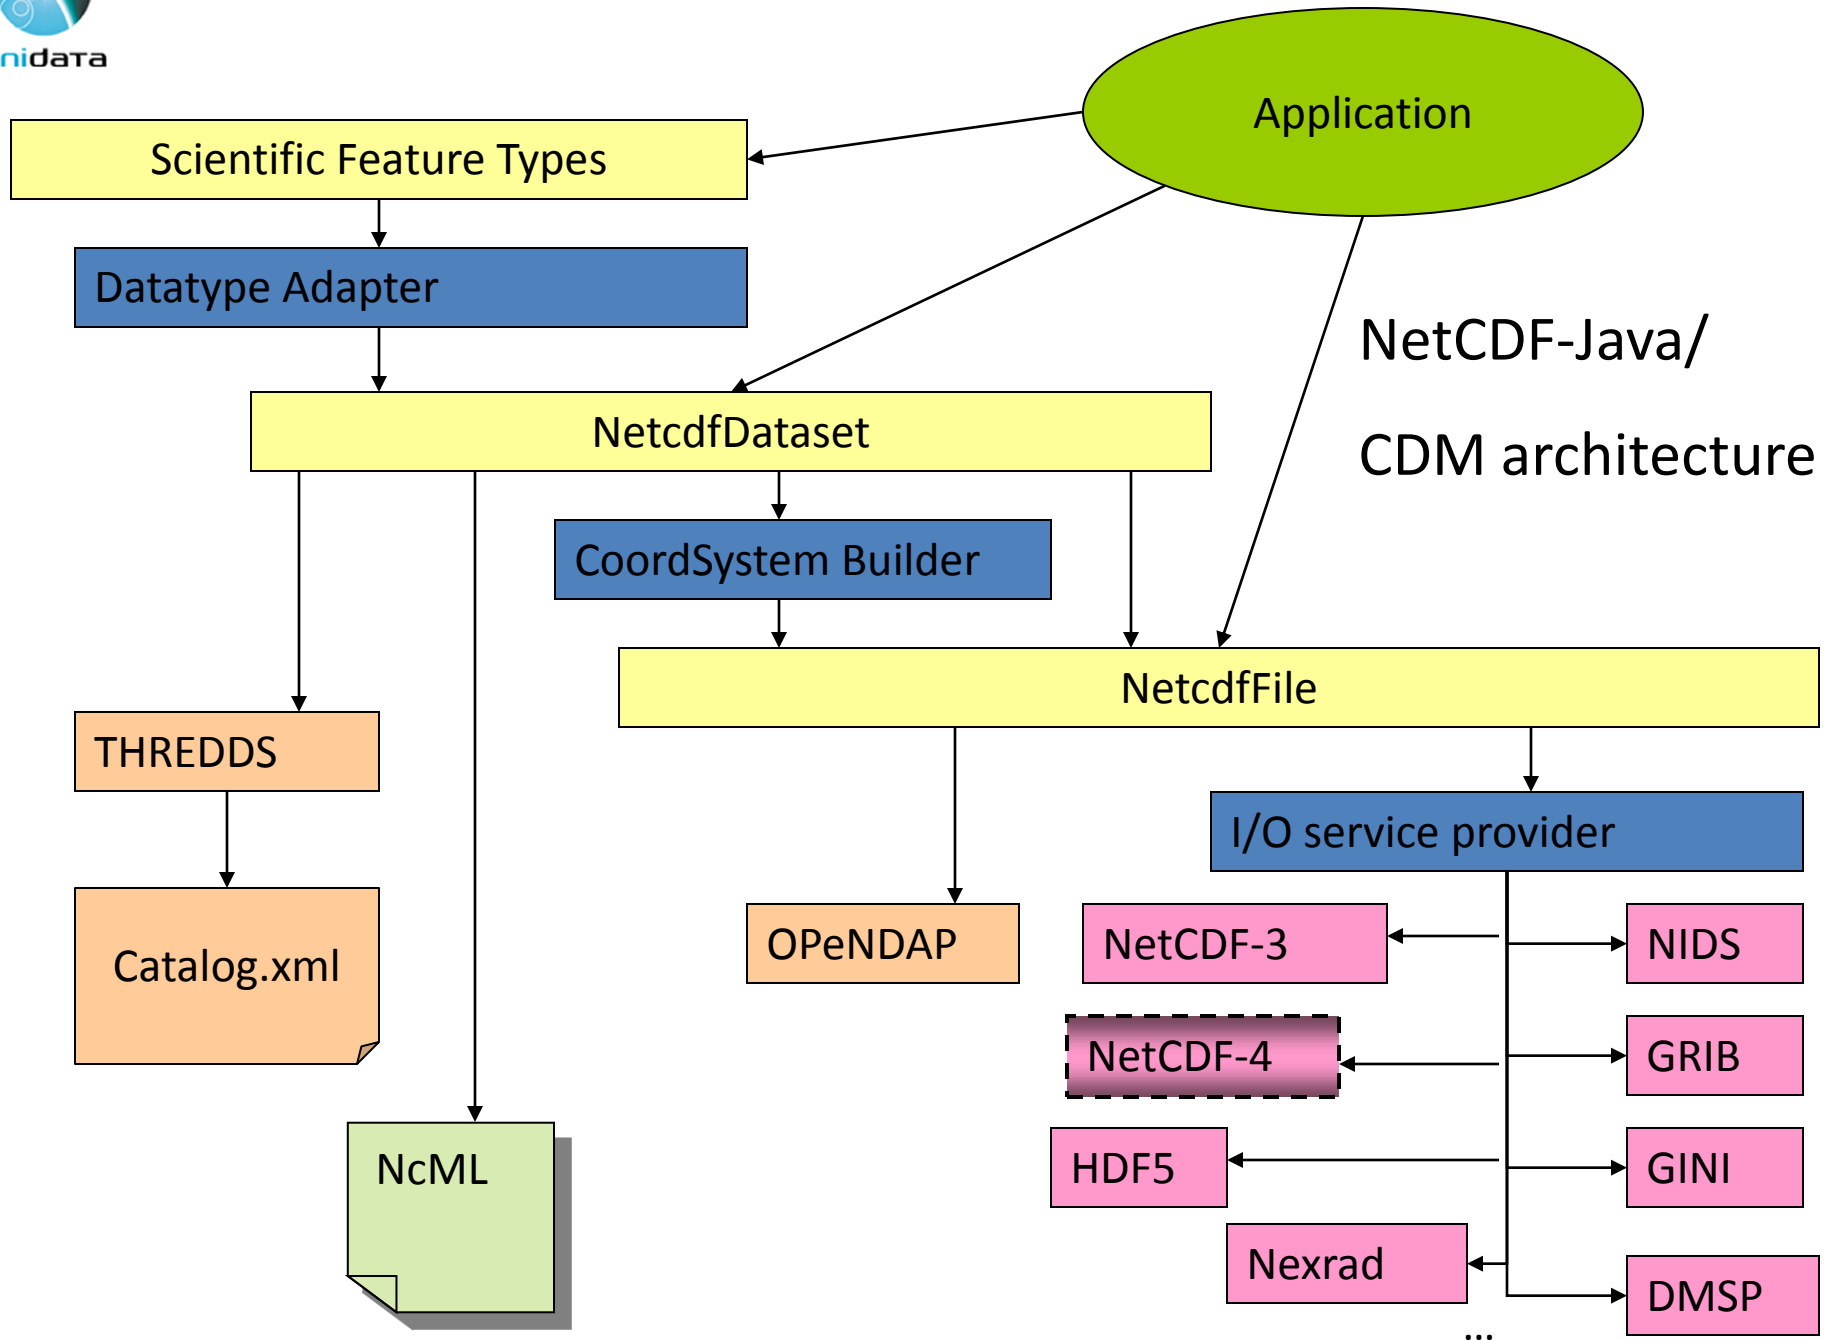 nidata
Application
Scientific Feature Types
Datatype Adapter
NetCDF-Java/
CDM architecture
NetcdfDataset
CoordSystem Builder
NetcdfFile
THREDDS
I/O service provider
Catalog.xml
OPeNDAP
NetCDF-3
NIDS
NetCDF-4
GRIB
NcML
HDF5
GINI
Nexrad
DMSP
...